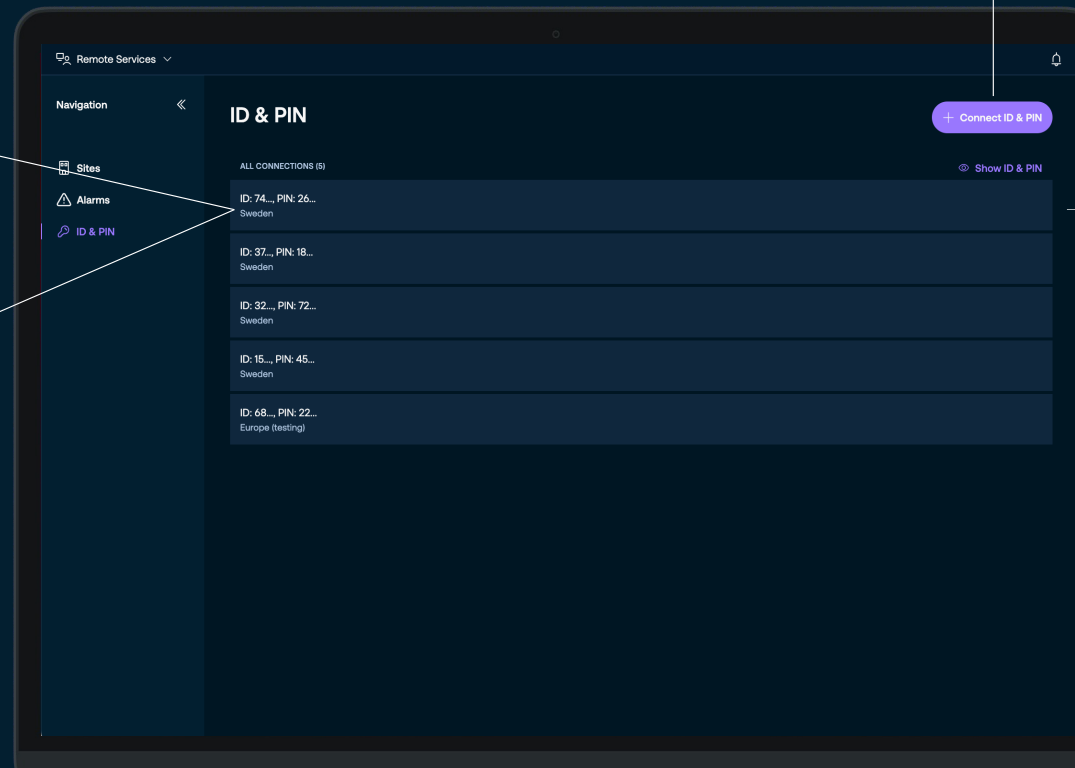 Remote Services
Navigation
Sites
Alarms
ID & PIN
ID & PIN
+ Connect ID & PIN
ALL CONNECTIONS (5)
Show ID & PIN
ID: 74..., PIN: 26...
Sweden
ID: 37..., PIN: 18...
Sweden
ID: 32..., PIN: 72...
Sweden
ID: 15..., PIN: 45...
Sweden
ID: 68..., PIN: 22...
Europe (testing)